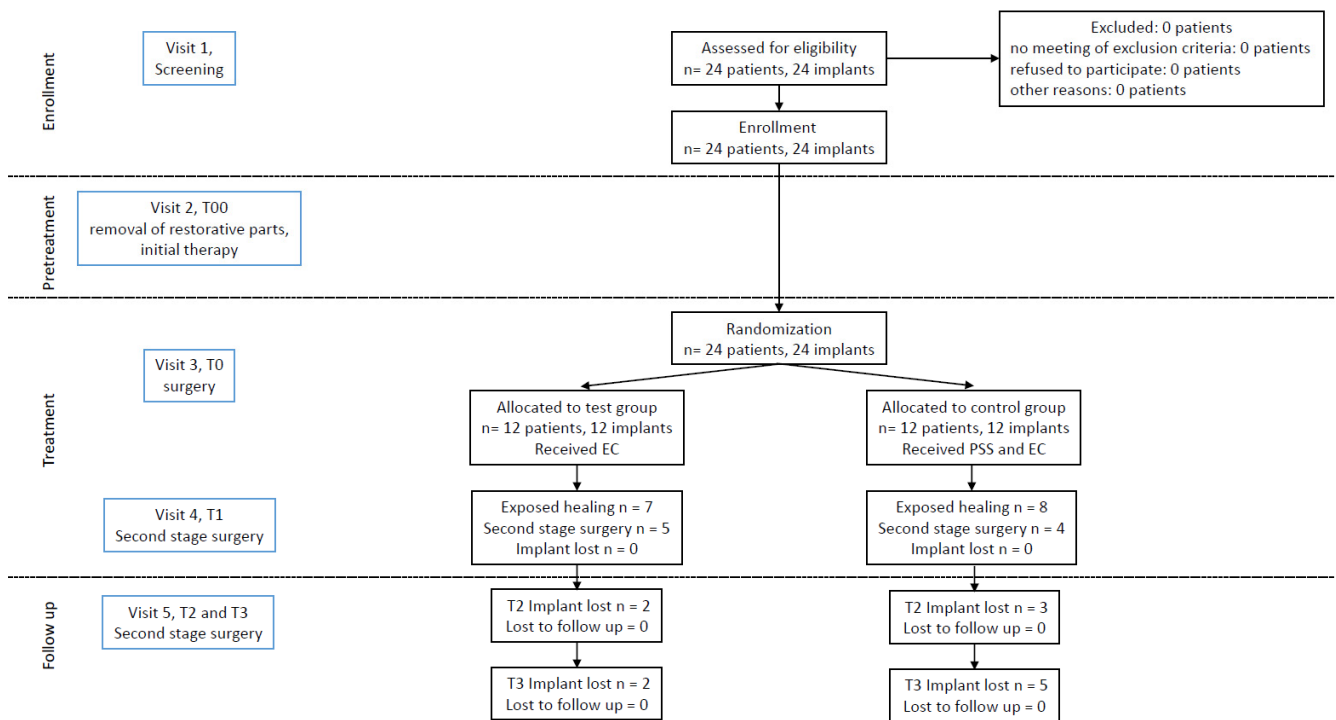 Enrollment
Visit 1,
Screening
Assessed for eligibility
n= 24 patients, 24 implants
Excluded: 0 patients
no meeting of exclusion criteria: 0 patients
refused to participate: 0 patients
other reasons: 0 patients
Enrollment
n= 24 patients, 24 implants
Pretreatment
Visit 2, T00
removal of restorative parts,
initial therapy
Treatment
Randomization
n= 24 patients, 24 implants
Visit 3, T0
surgery
Allocated to test group
n= 12 patients, 12 implants
Received EC
Allocated to control group
n= 12 patients, 12 implants
Received PSS and EC
Visit 4, T1
Second stage surgery
Exposed healing n = 7
Second stage surgery n = 5
Implant lost n = 0
Exposed healing n = 8
Second stage surgery n = 4
Implant lost n = 0
Follow up
Visit 5, T2 and T3
Second stage surgery
T2 Implant lost n = 2
Lost to follow up = 0
T2 Implant lost n = 3
Lost to follow up = 0
T3 Implant lost n = 2
Lost to follow up = 0
T3 Implant lost n = 5
Lost to follow up = 0